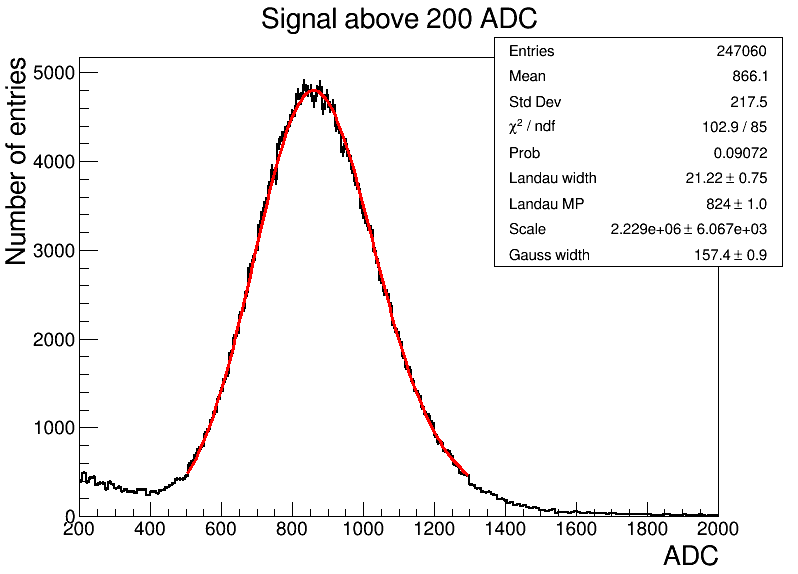 Signal above 200 ADC
Entries 247060
Mean 866.1
Std Dev 217.5
χ² / ndf 102.9 / 85
Prob 0.09072
Landau width 21.22 ± 0.75
Landau MP 824 ± 1.0
Scale 2.229e+06 ± 6.067e+03
Gauss width 157.4 ± 0.9
Number of entries
5000
4000
3000
2000
1000
0
200 400 600 800 1000 1200 1400 1600 1800 2000
ADC